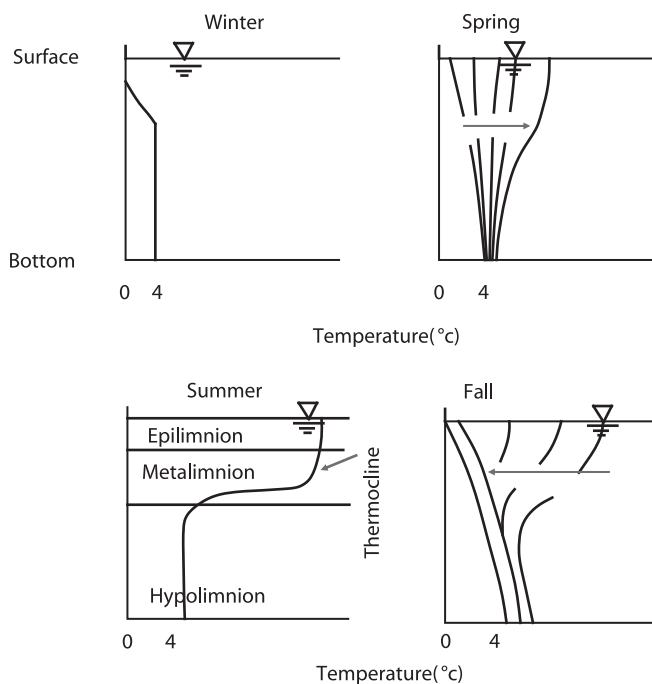 Winter
Spring
Surface
Bottom
0 4
0 4
Temperature(°c)
Summer
Fall
Epilimnion
Metalimnion
Thermocline
Hypolimnion
0 4
0 4
Temperature(°c)